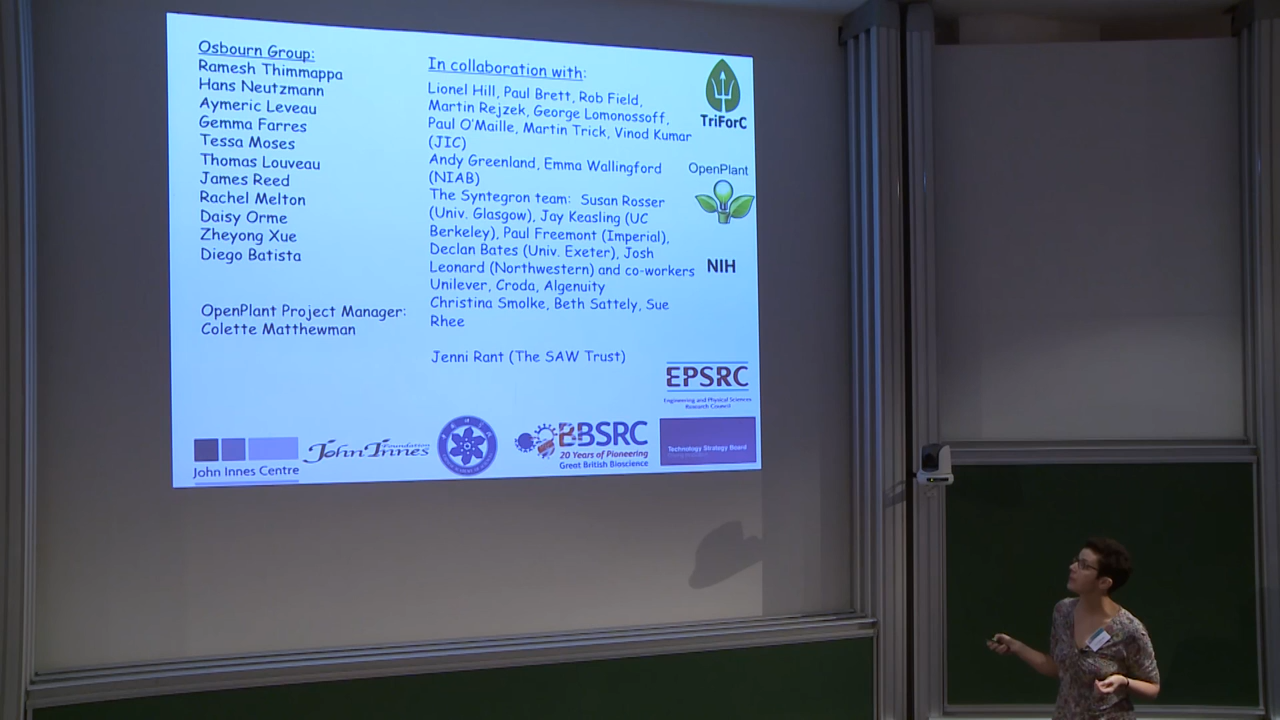 Osbourn Group:
Ramesh Thimmappa
Hans Neutzmann
Aymeric Leveau
Gemma Farres
Tessa Moses
Thomas Louveau
James Reed
Rachel Melton
Daisy Orme
Zheyong Xue
Diego Batista
OpenPlant Project Manager:
Colette Matthewman
In collaboration with:
Lionel Hill, Paul Brett, Rob Field,
Martin Rejzek, George Lomonossoff,
Paul O'Maille, Martin Trick, Vinod Kumar
(JIC)
Andy Greenland, Emma Wallingford
(NIAB)
The Syntegron team: Susan Rosser
(Univ. Glasgow), Jay Keasling (UC
Berkeley), Paul Freemont (Imperial),
Declan Bates (Univ. Exeter), Josh
Leonard (Northwestern) and co-workers
Unilever, Croda, Algenuity
Christina Smolke, Beth Sattely, Sue
Rhee
Jenni Rant (The SAW Trust)
TriForC
OpenPlant
NIH
EPSRC
Engineering and Physical Sciences
Research Council
John Innes Centre
John Innes
Foundation
BBSRC
20 Years of Pioneering
Great British Bioscience
Technology Strategy Board